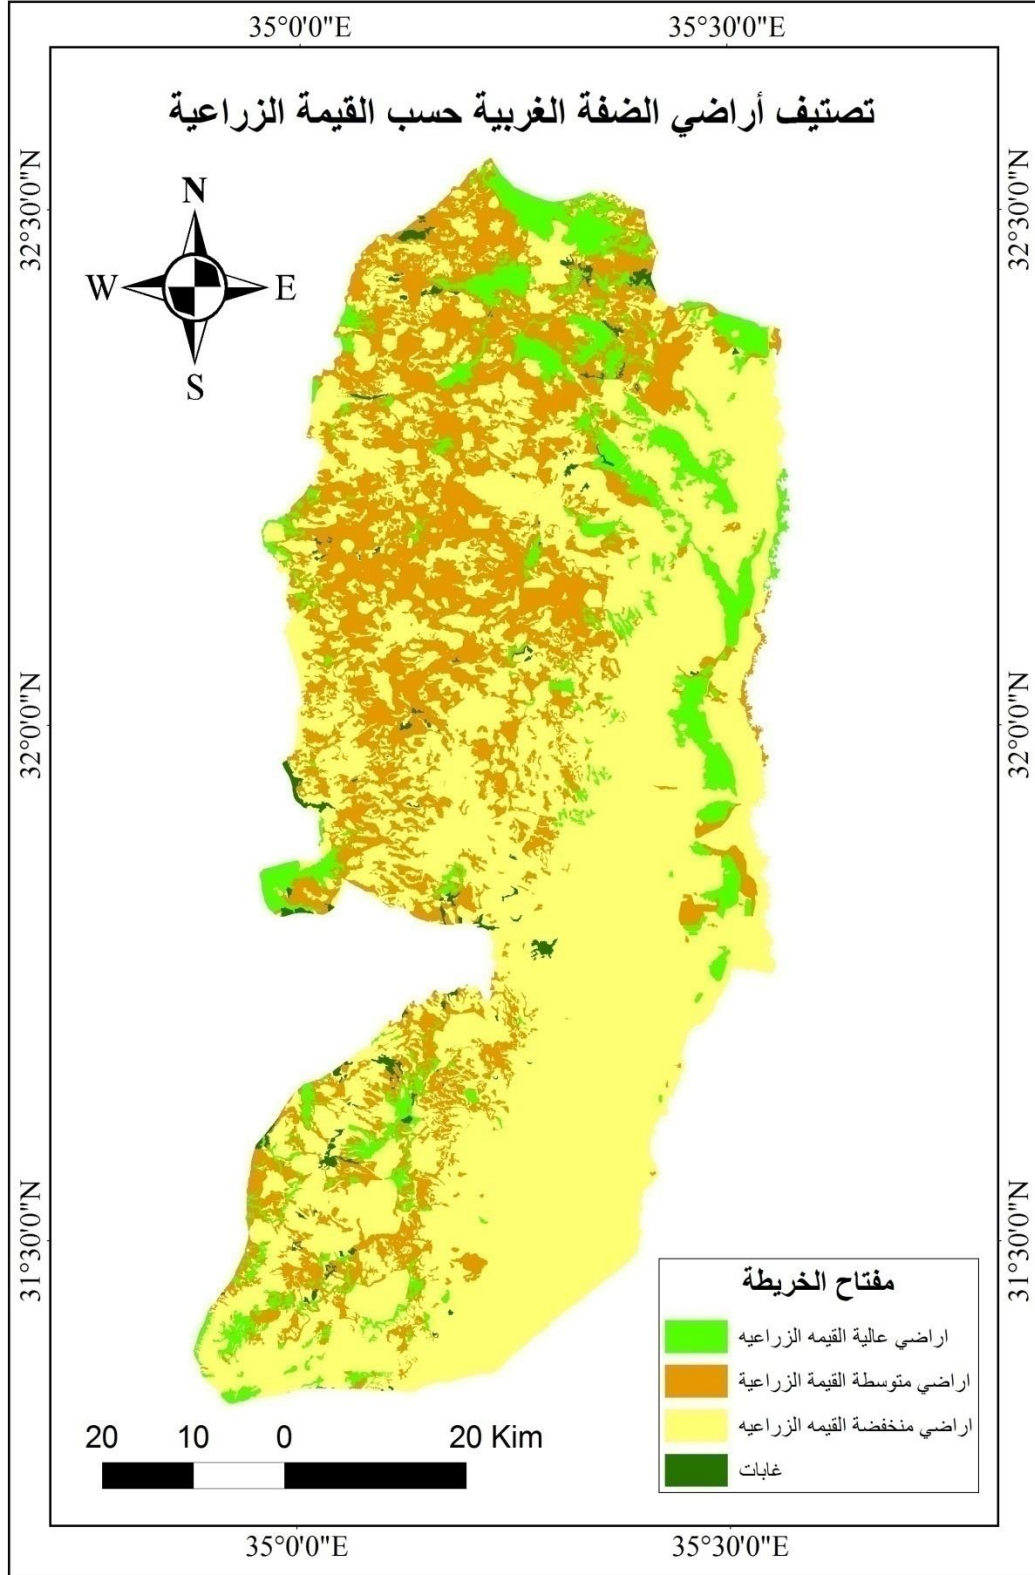 35°0'0"E 35°30'0"E
تصتيف أراضي الضفة الغربية حسب القيمة الزراعية
32°30'0"N 32°30'0"N
N
W E
S
32°0'0"N 32°0'0"N
31°30'0"N 31°30'0"N
مفتاح الخريطة
اراضي عالية القيمه الزراعيه
اراضي متوسطة القيمة الزراعية
اراضي منخفضة القيمه الزراعيه
غابات
20 10 0 20 Kim
35°0'0"E 35°30'0"E